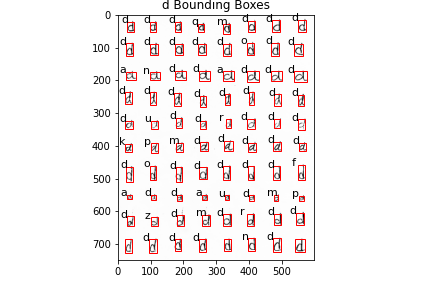 d Bounding Boxes
0
d d d m d d d
100
d d d d d o d d
a n d d a d d d
200
d d d d d d d d
300
d u d d r d d d
400
k p m d d d d d
d o d d d d d f
500
a d d a u d m p
600
d z d m d r d d
700
d d d d n d
0 100 200 300 400 500